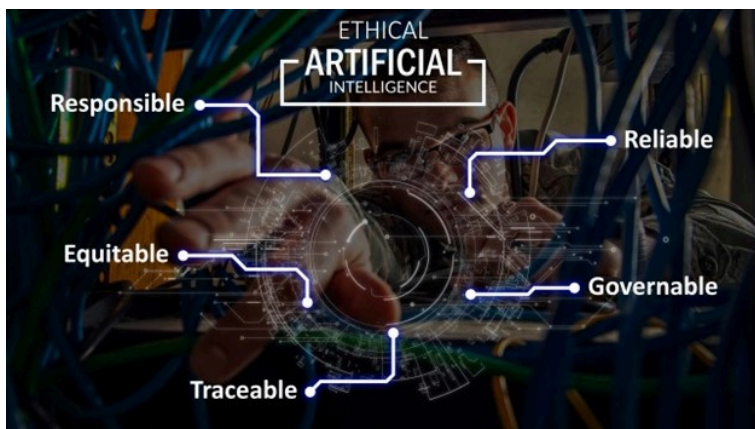 ETHICAL
ARTIFICIAL
INTELLIGENCE
Responsible
Reliable
Equitable
Governable
Traceable